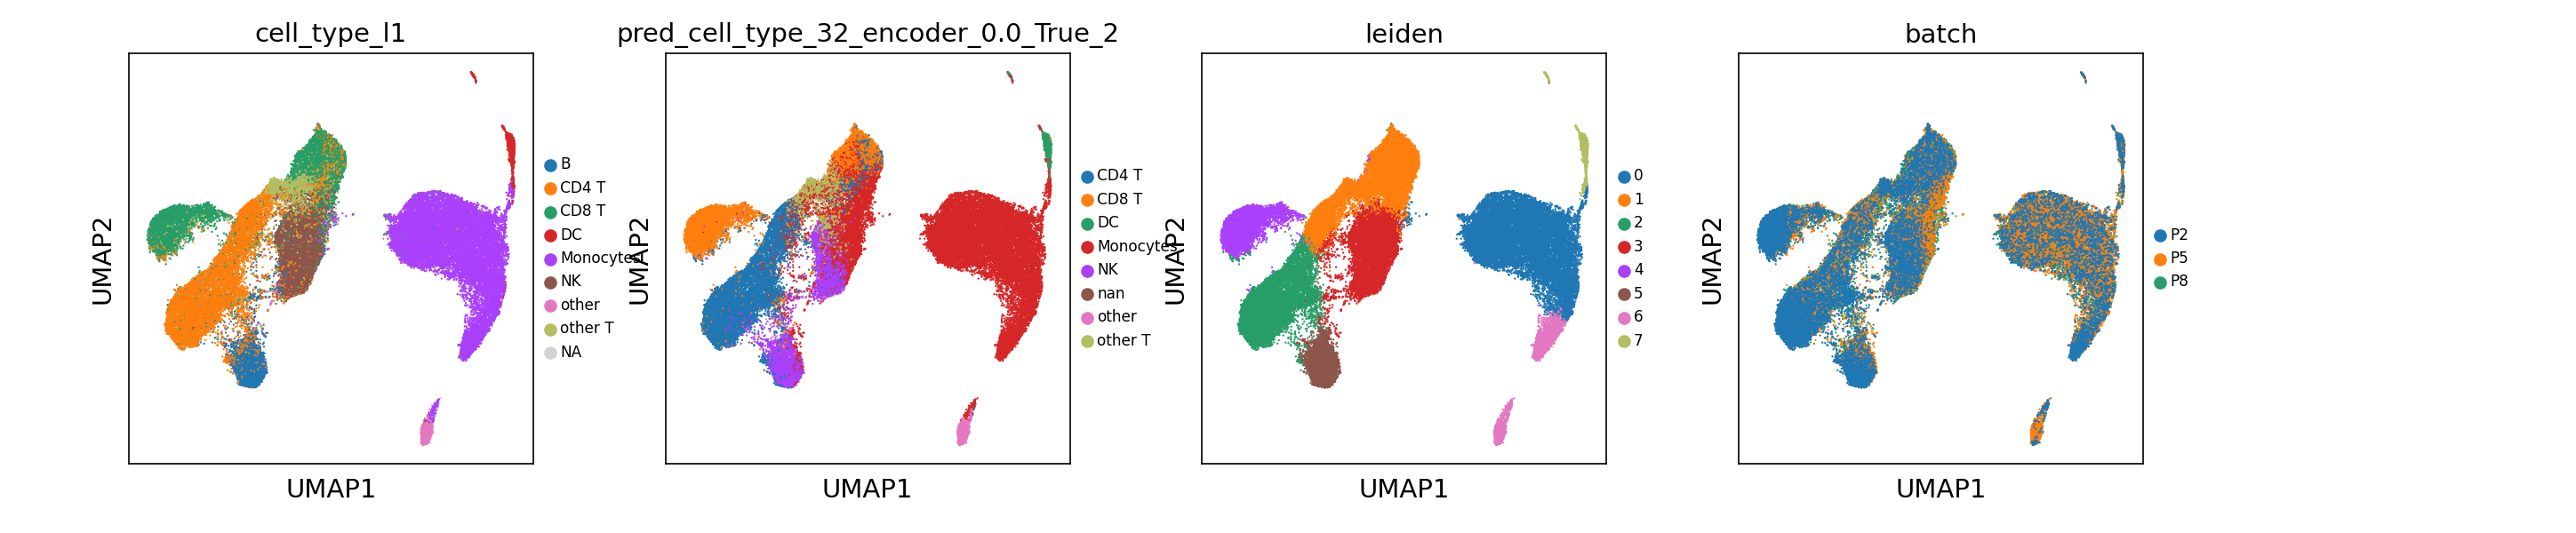 cell_type_l1
UMAP2
UMAP1
B
CD4 T
CD8 T
DC
Monocytes
NK
other
other T
NA
pred_cell_type_32_encoder_0.0_True_2
UMAP2
UMAP1
CD4 T
CD8 T
DC
Monocytes
NK
nan
other
other T
leiden
UMAP2
UMAP1
0
1
2
3
4
5
6
7
batch
UMAP2
UMAP1
P2
P5
P8